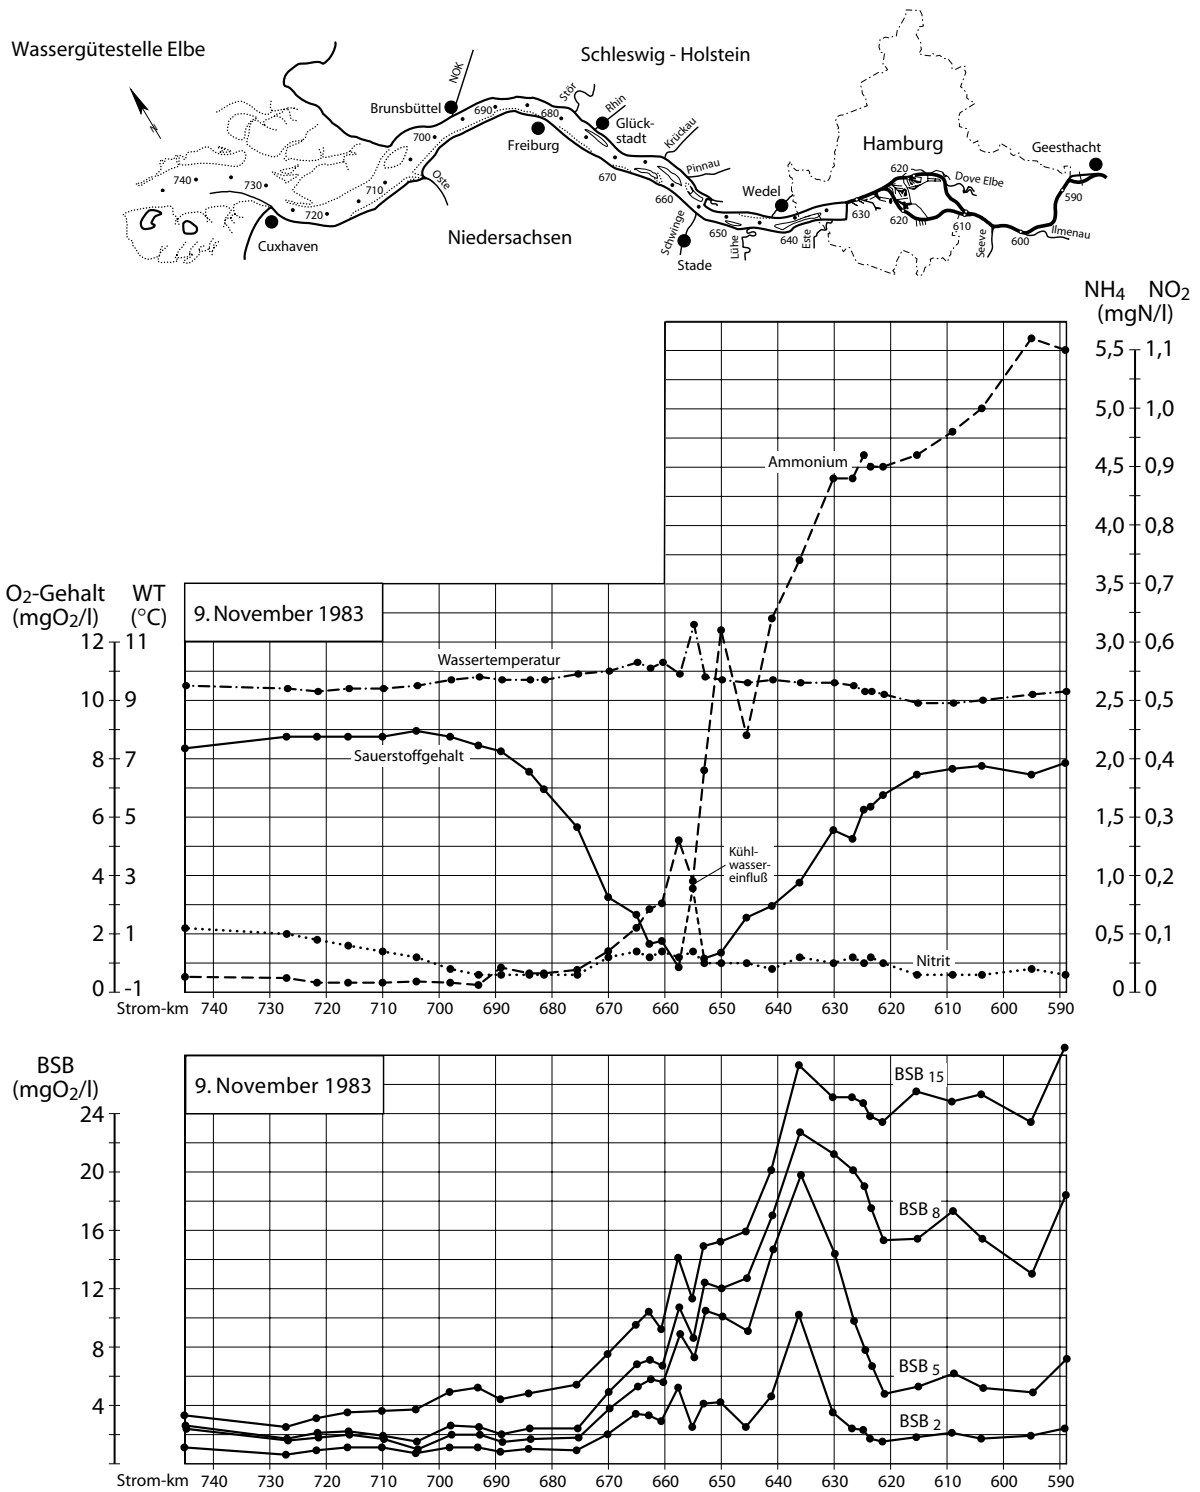 Wassergütestelle Elbe
Schleswig - Holstein
N
NOK
Brunsbüttel
690
700
Freiburg
680
Stör
Rhin
Glück-
stadt
Krückau
Pinnau
670
660
Hamburg
Geesthacht
740
730
710
720
Oste
Cuxhaven
Niedersachsen
Wedel
Schwinge
Stade
650
Lühe
640
Este
630
620
620
Dove Elbe
610
Seeve
600
Ilmenau
590
NH4 NO2
(mgN/l)
5,5 1,1
5,0 1,0
Ammonium
4,5 0,9
4,0 0,8
O2-Gehalt WT
(mgO2/l) (°C)
9. November 1983
3,5 0,7
12 11
Wassertemperatur
3,0 0,6
10 9
2,5 0,5
8 7
Sauerstoffgehalt
2,0 0,4
6 5
1,5 0,3
Kühl-
wasser-
einfluß
4 3
1,0 0,2
2 1
Nitrit
0,5 0,1
0 -1
0 0
Strom-km 740 730 720 710 700 690 680 670 660 650 640 630 620 610 600 590
BSB
(mgO2/l)
9. November 1983
BSB 15
24
20
BSB 8
16
12
8
BSB 5
4
BSB 2
Strom-km 740 730 720 710 700 690 680 670 660 650 640 630 620 610 600 590